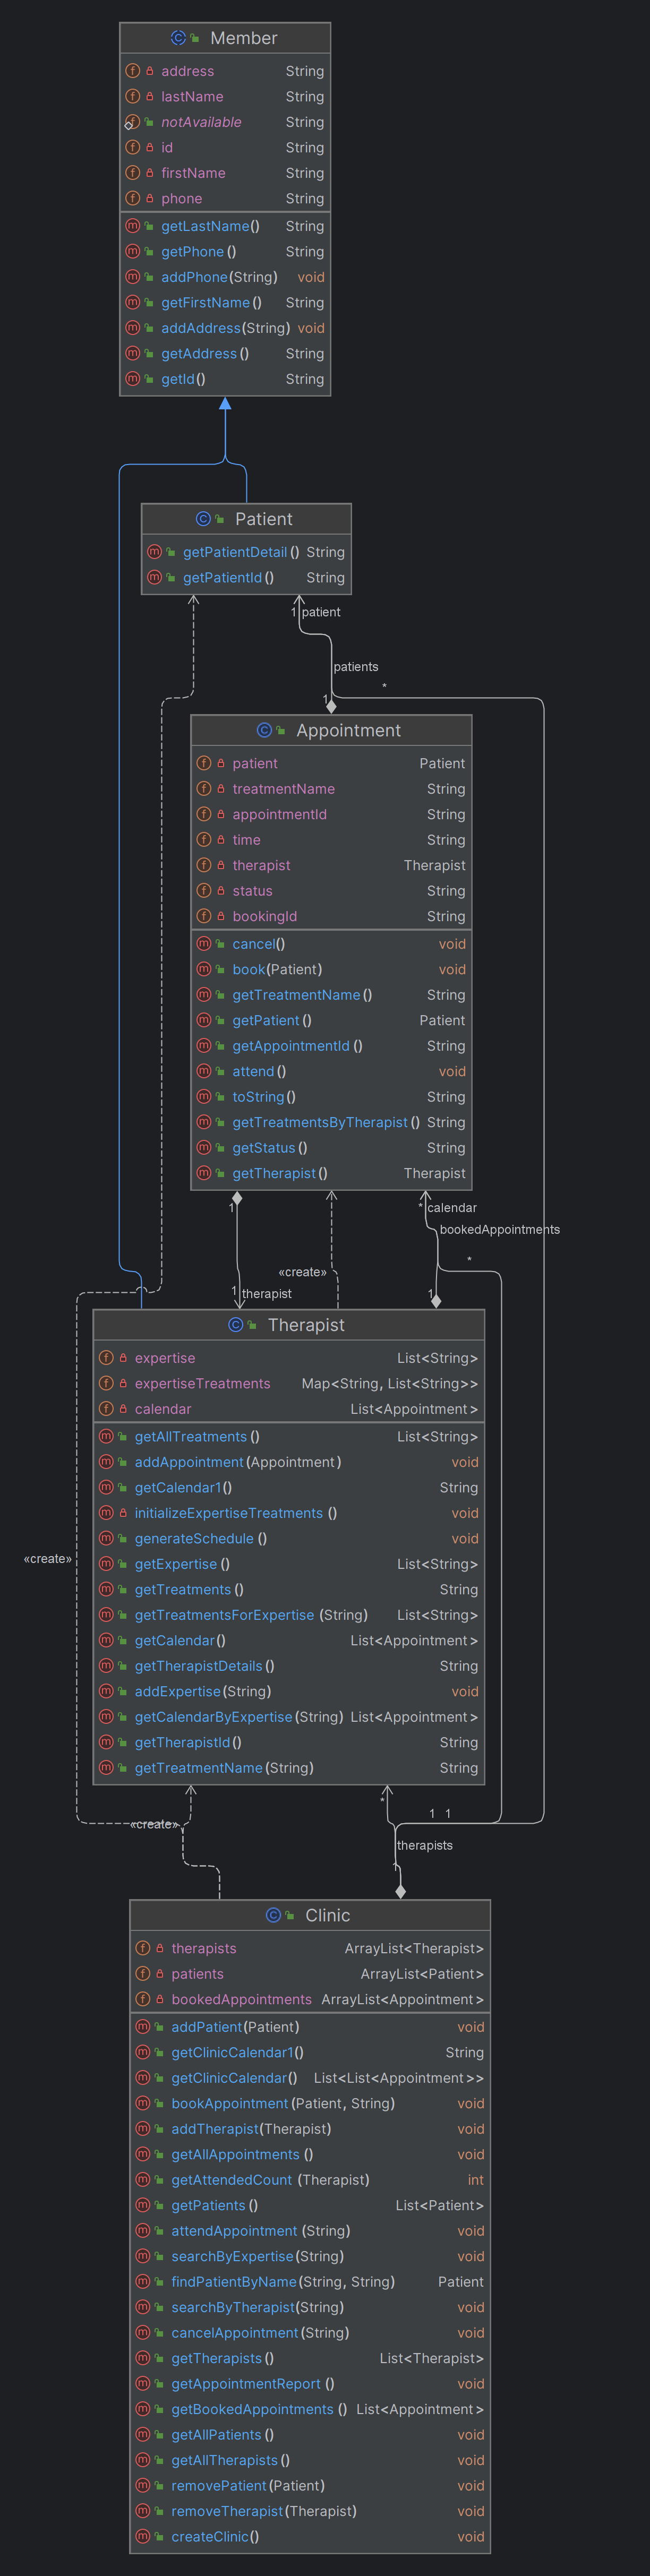 Member
address String
lastName String
notAvailable String
id String
firstName String
phone String
getLastName() String
getPhone() String
addPhone(String) void
getFirstName() String
addAddress(String) void
getAddress() String
getId() String
Patient
getPatientDetail() String
getPatientId() String
1 patient
patients
*
1
Appointment
patient Patient
treatmentName String
appointmentId String
time String
therapist Therapist
status String
bookingId String
cancel() void
book(Patient) void
getTreatmentName() String
getPatient() Patient
getAppointmentId() String
attend() void
toString() String
getTreatmentsByTherapist() String
getStatus() String
getTherapist() Therapist
1
* calendar
bookedAppointments
*
«create»
1 therapist
1
Therapist
expertise List<String>
expertiseTreatments Map<String, List<String>>
calendar List<Appointment>
getAllTreatments() List<String>
addAppointment(Appointment) void
getCalendar1() String
initializeExpertiseTreatments() void
generateSchedule() void
«create»
getExpertise() List<String>
getTreatments() String
getTreatmentsForExpertise(String) List<String>
getCalendar() List<Appointment>
getTherapistDetails() String
addExpertise(String) void
getCalendarByExpertise(String) List<Appointment>
getTherapistId() String
getTreatmentName(String) String
*
1 1
«create»
therapists
1
Clinic
therapists ArrayList<Therapist>
patients ArrayList<Patient>
bookedAppointments ArrayList<Appointment>
addPatient(Patient) void
getClinicCalendar1() String
getClinicCalendar() List<List<Appointment>>
bookAppointment(Patient, String) void
addTherapist(Therapist) void
getAllAppointments() void
getAttendedCount(Therapist) int
getPatients() List<Patient>
attendAppointment(String) void
searchByExpertise(String) void
findPatientByName(String, String) Patient
searchByTherapist(String) void
cancelAppointment(String) void
getTherapists() List<Therapist>
getAppointmentReport() void
getBookedAppointments() List<Appointment>
getAllPatients() void
getAllTherapists() void
removePatient(Patient) void
removeTherapist(Therapist) void
createClinic() void